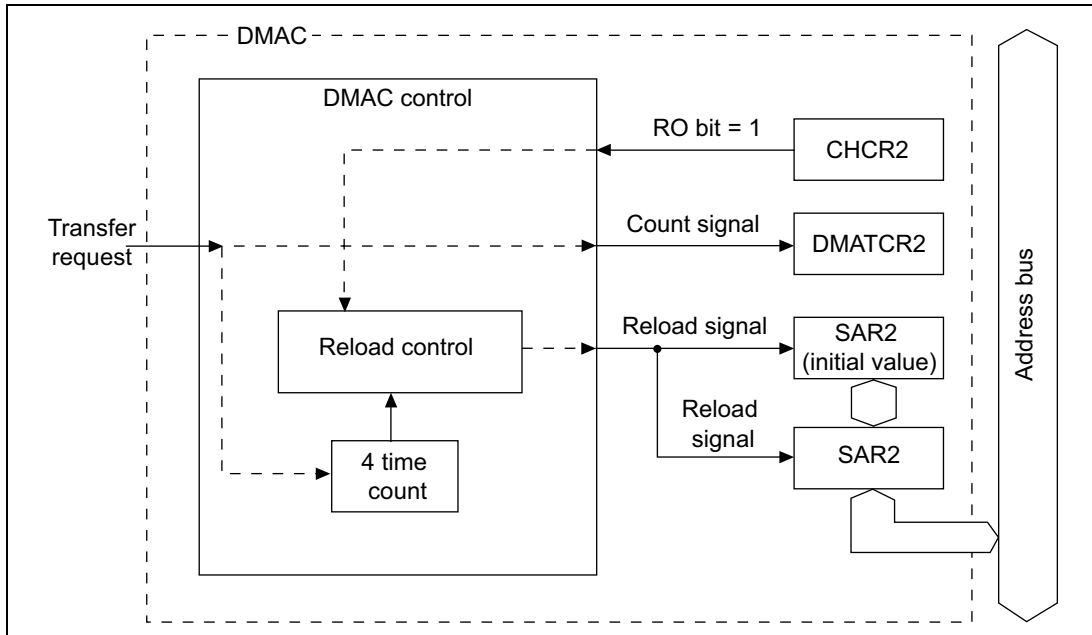 DMAC
DMAC control
RO bit = 1
CHCR2
Transfer
request
Count signal
DMATCR2
Reload control
Reload signal
SAR2
(initial value)
Reload
signal
SAR2
4 time
count
Address bus